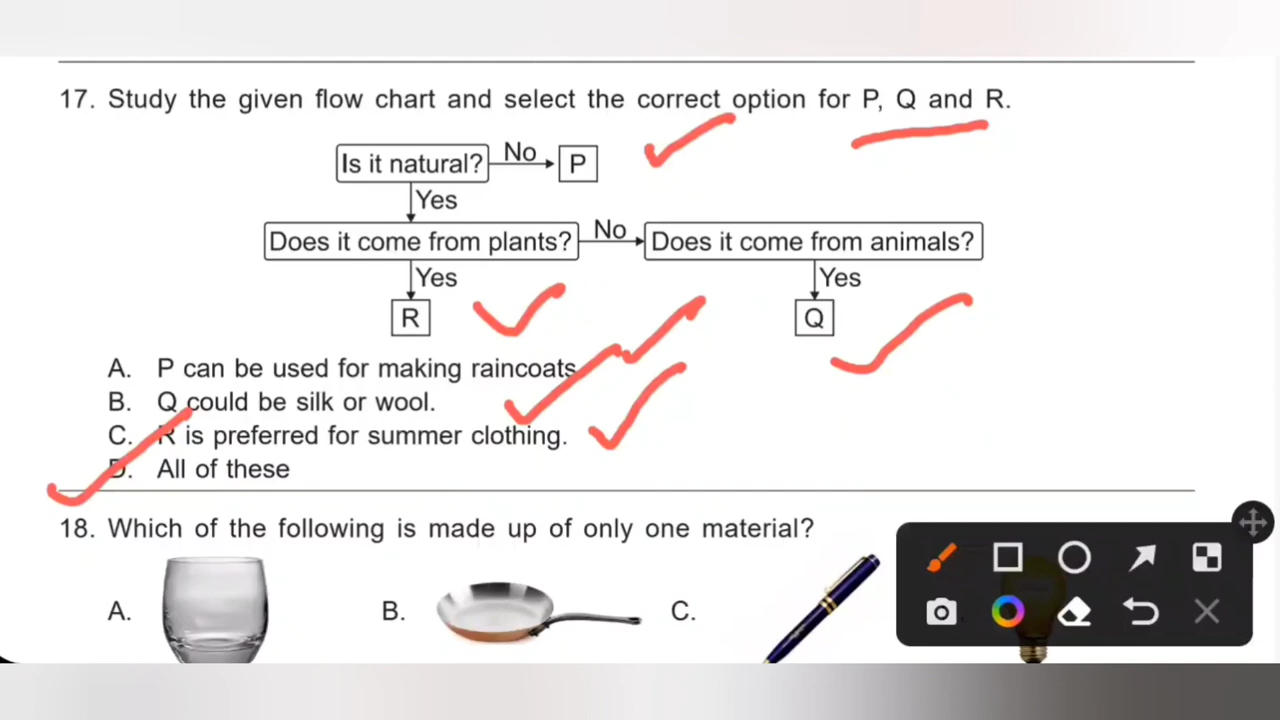 17. Study the given flow chart and select the correct option for P, Q and R.
Is it natural? No P
Yes
Does it come from plants? No Does it come from animals?
Yes Yes
R Q
A. P can be used for making raincoats
B. Q could be silk or wool.
C. R is preferred for summer clothing.
D. All of these
18. Which of the following is made up of only one material?
A. B. C.